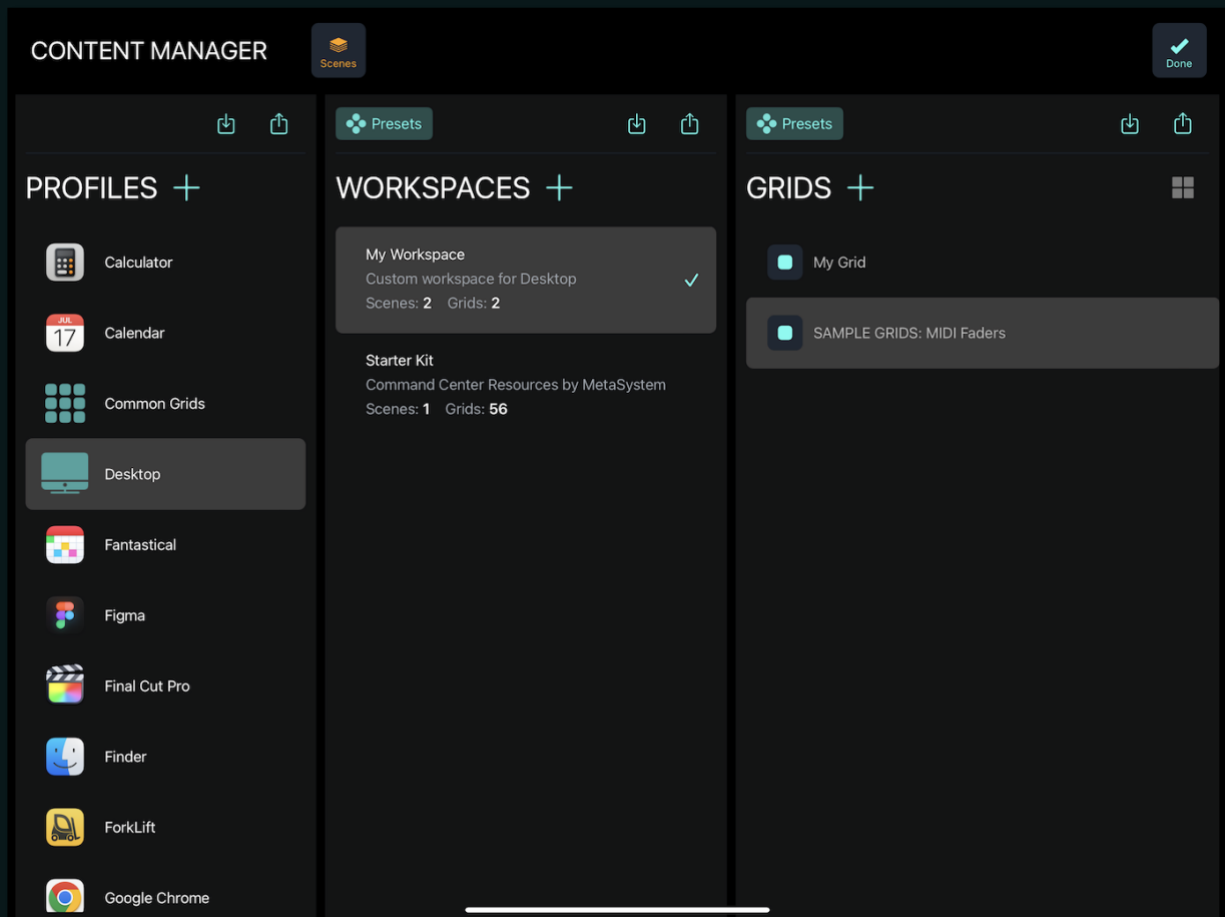 CONTENT MANAGER
Scenes
Done
PROFILES
Calculator
JUL
17
Calendar
Common Grids
Desktop
Fantastical
Figma
Final Cut Pro
Finder
ForkLift
Google Chrome
Presets
WORKSPACES
My Workspace
Custom workspace for Desktop
Scenes: 2 Grids: 2
Starter Kit
Command Center Resources by MetaSystem
Scenes: 1 Grids: 56
Presets
GRIDS
My Grid
SAMPLE GRIDS: MIDI Faders